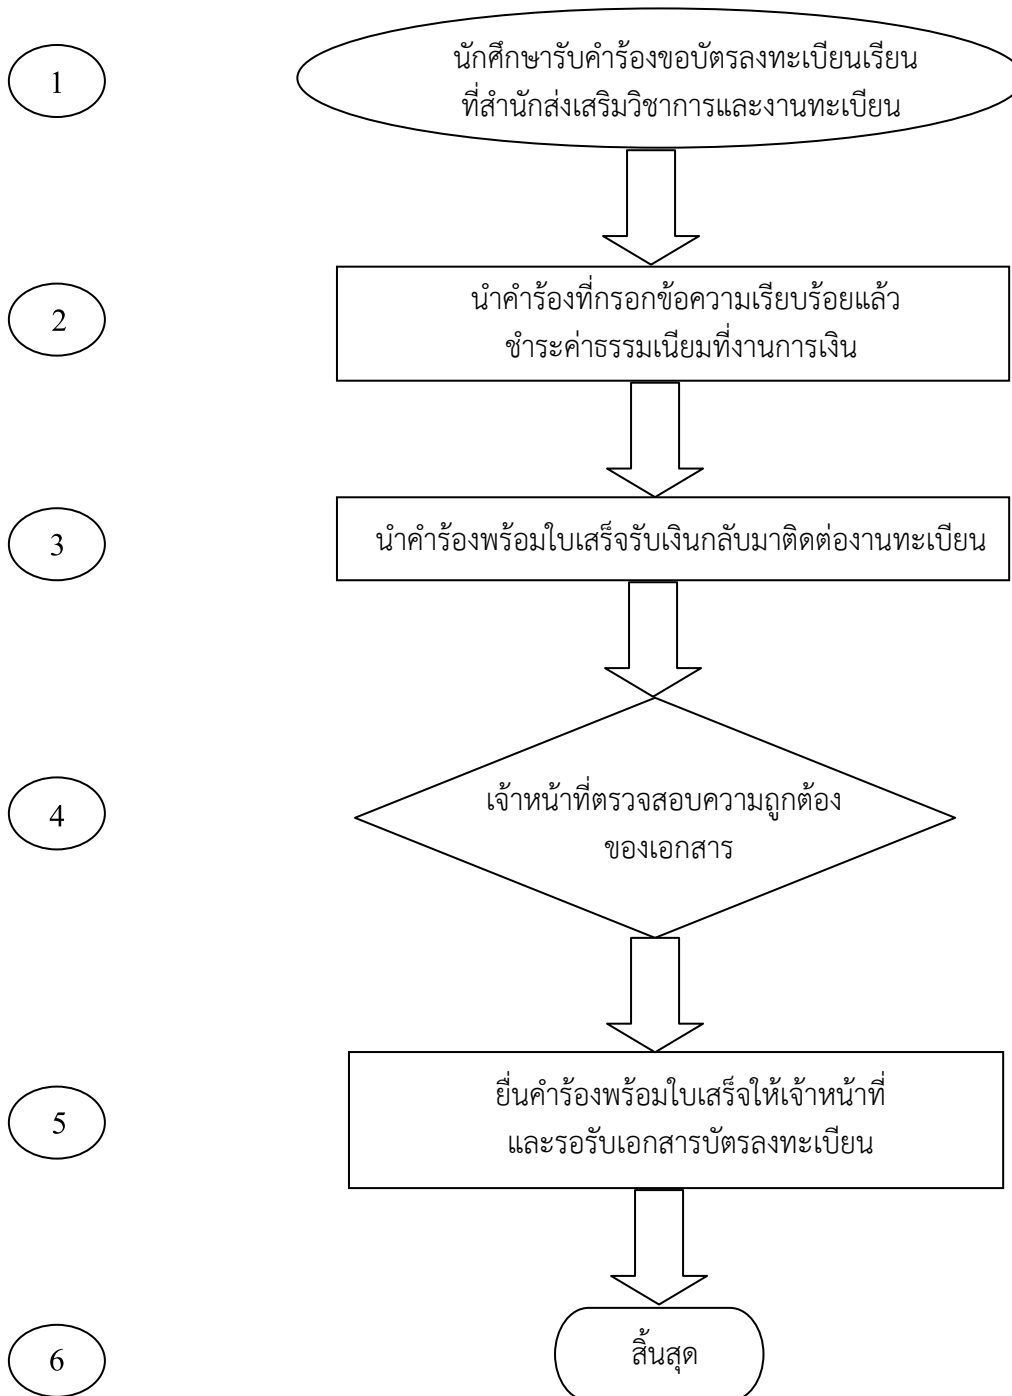 1
นักศึกษารับคำร้องขอบัตรลงทะเบียนเรียน
ที่สำนักส่งเสริมวิชาการและงานทะเบียน
2
นำคำร้องที่กรอกข้อความเรียบร้อยแล้ว
ชำระค่าธรรมเนียมที่งานการเงิน
3
นำคำร้องพร้อมใบเสร็จรับเงินกลับมาติดต่องานทะเบียน
4
เจ้าหน้าที่ตรวจสอบความถูกต้อง
ของเอกสาร
5
ยื่นคำร้องพร้อมใบเสร็จให้เจ้าหน้าที่
และรอรับเอกสารบัตรลงทะเบียน
6
สิ้นสุด